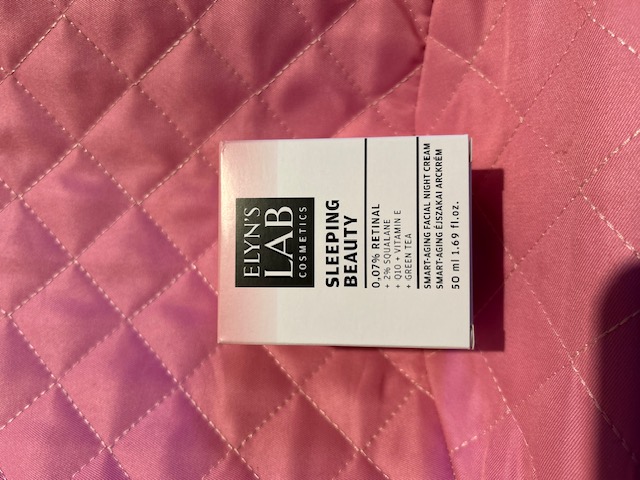 ELYN'S
LAB
COSMETICS
SLEEPING
BEAUTY
0,07% RETINAL
+ 2% SQUALANE
+ Q10 + VITAMIN E
+ GREEN TEA
SMART-AGING FACIAL NIGHT CREAM
SMART-AGING ÉJSZAKAI ARCKRÉM
50 ml 1.69 fl.oz.